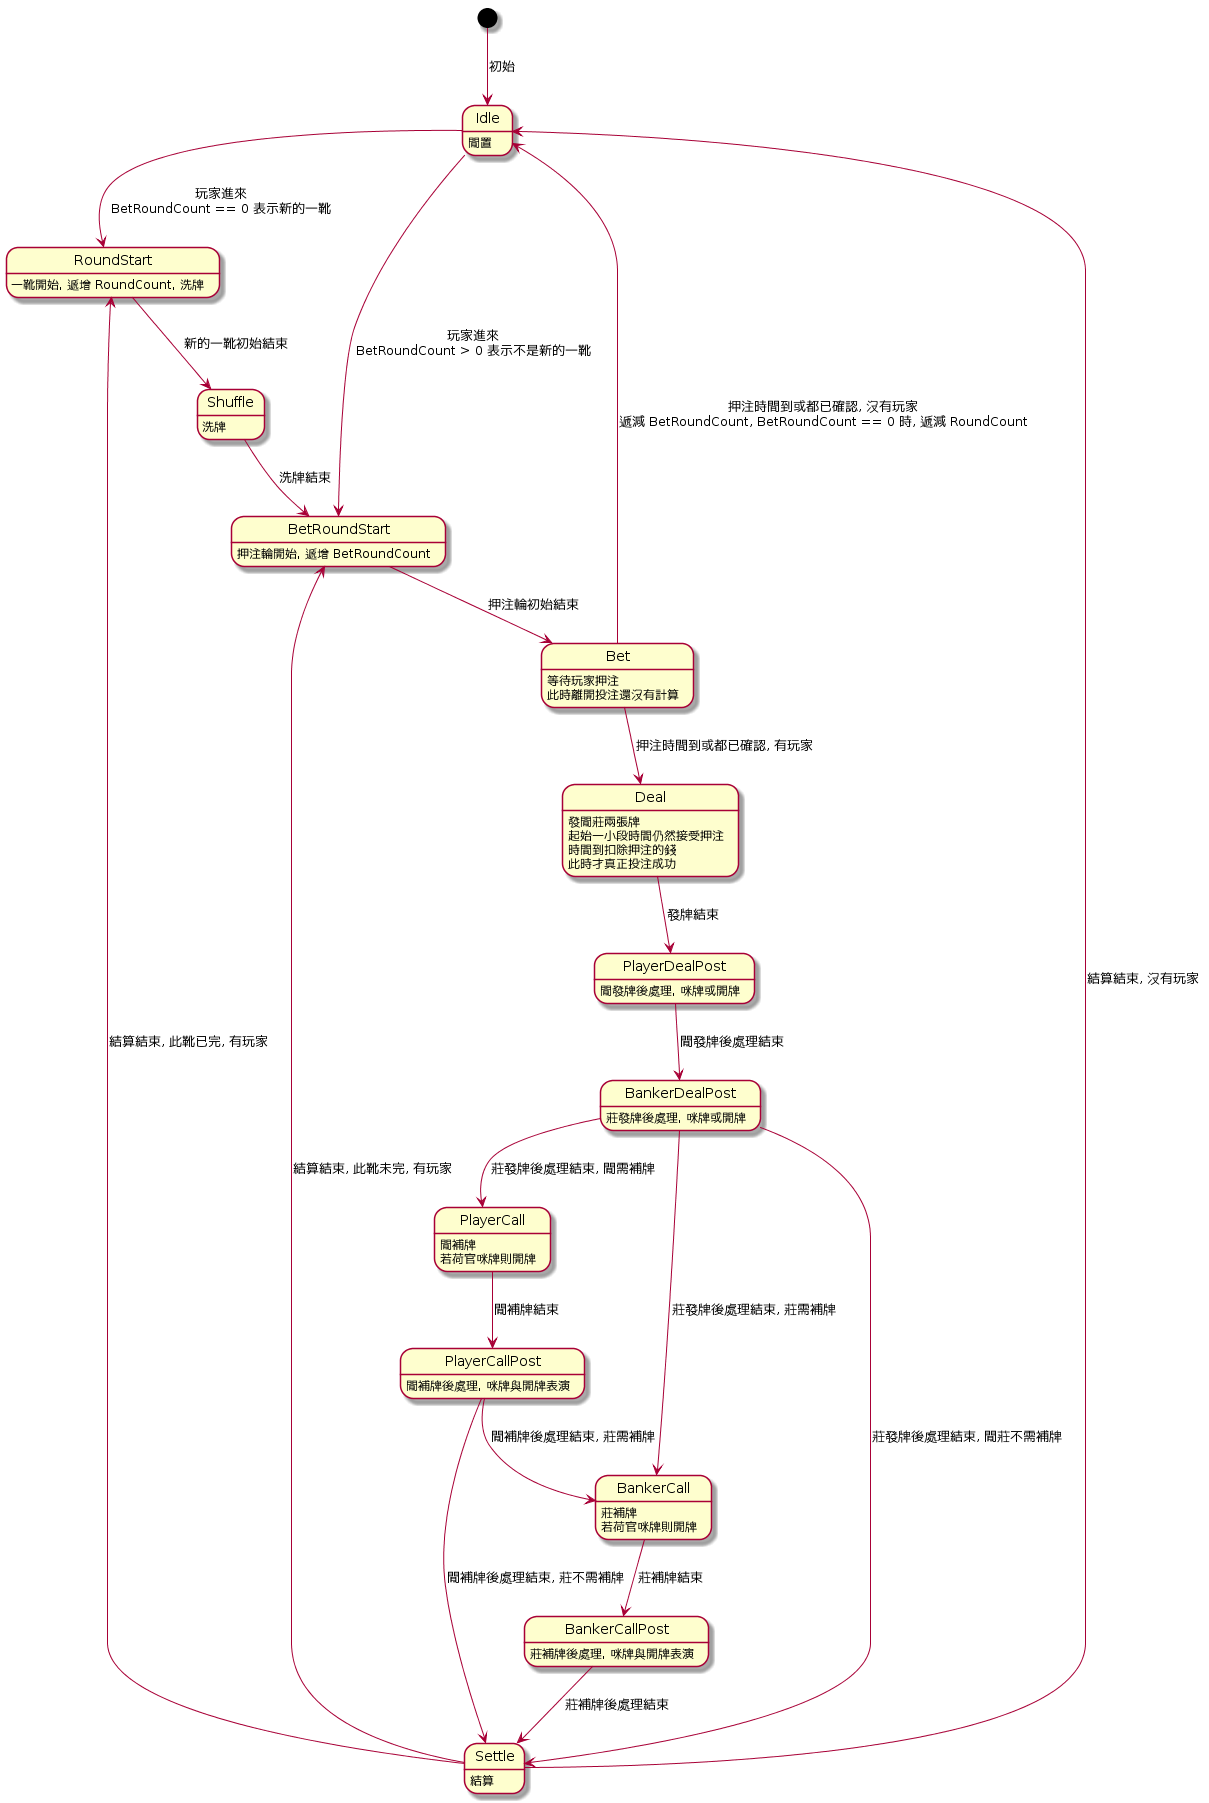 初始
Idle
閒置
玩家進來
BetRoundCount == 0 表示新的一靴
RoundStart
一靴開始, 遞增 RoundCount, 洗牌
玩家進來
BetRoundCount > 0 表示不是新的一靴
新的一靴初始結束
Shuffle
洗牌
押注時間到或都已確認, 沒有玩家
遞減 BetRoundCount, BetRoundCount == 0 時, 遞減 RoundCount
洗牌結束
BetRoundStart
押注輪開始, 遞增 BetRoundCount
押注輪初始結束
Bet
等待玩家押注
此時離開投注還沒有計算
押注時間到或都已確認, 有玩家
Deal
發閒莊兩張牌
起始一小段時間仍然接受押注
時間到扣除押注的錢
此時才真正投注成功
發牌結束
PlayerDealPost
閒發牌後處理, 咪牌或開牌
結算結束, 沒有玩家
結算結束, 此靴已完, 有玩家
閒發牌後處理結束
BankerDealPost
莊發牌後處理, 咪牌或開牌
結算結束, 此靴未完, 有玩家
莊發牌後處理結束, 閒需補牌
PlayerCall
閒補牌
若荷官咪牌則開牌
閒補牌結束
莊發牌後處理結束, 莊需補牌
PlayerCallPost
閒補牌後處理, 咪牌與開牌表演
閒補牌後處理結束, 莊需補牌
莊發牌後處理結束, 閒莊不需補牌
BankerCall
莊補牌
若荷官咪牌則開牌
閒補牌後處理結束, 莊不需補牌
莊補牌結束
BankerCallPost
莊補牌後處理, 咪牌與開牌表演
莊補牌後處理結束
Settle
結算